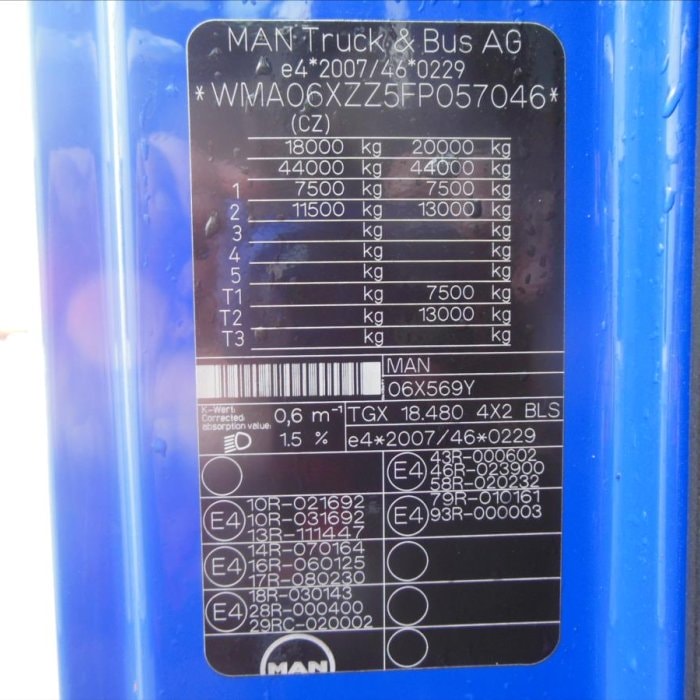 MAN Truck & Bus AG
e4*2007/46*0229
*WMA06XZZ5FP057046*
(CZ)
18000 kg 20000 kg
44000 kg 44000 kg
1 7500 kg 7500 kg
2 11500 kg 13000 kg
3 kg kg
4 kg kg
5 kg kg
T1 kg 7500 kg
T2 kg 13000 kg
T3 kg kg
MAN
06X569Y
K-Wert:
Corrected
absorption value:
0,6 m-1
TGX 18.480 4X2 BLS
1.5 %
e4*2007/46*0229
E4
43R-000602
46R-023900
58R-020232
E4
10R-021692
10R-031692
13R-111447
E4
79R-010161
93R-000003
E4
14R-070164
16R-060125
17R-080230
E4
18R-030143
28R-000400
29RC-020002
MAN